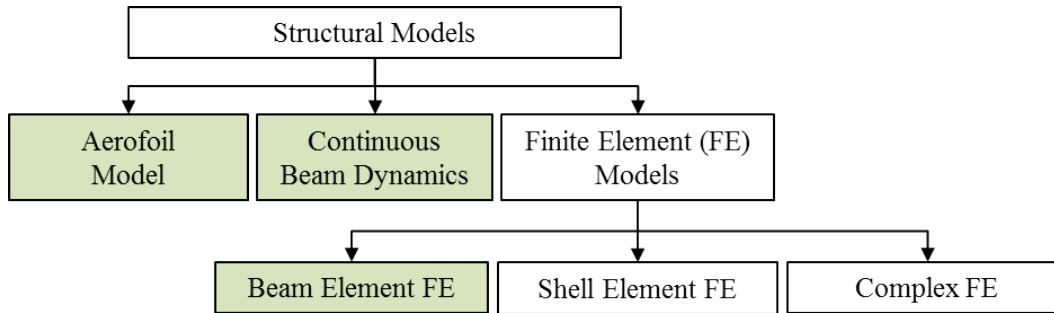 Structural Models
Aerofoil
Model
Continuous
Beam Dynamics
Finite Element (FE)
Models
Beam Element FE
Shell Element FE
Complex FE